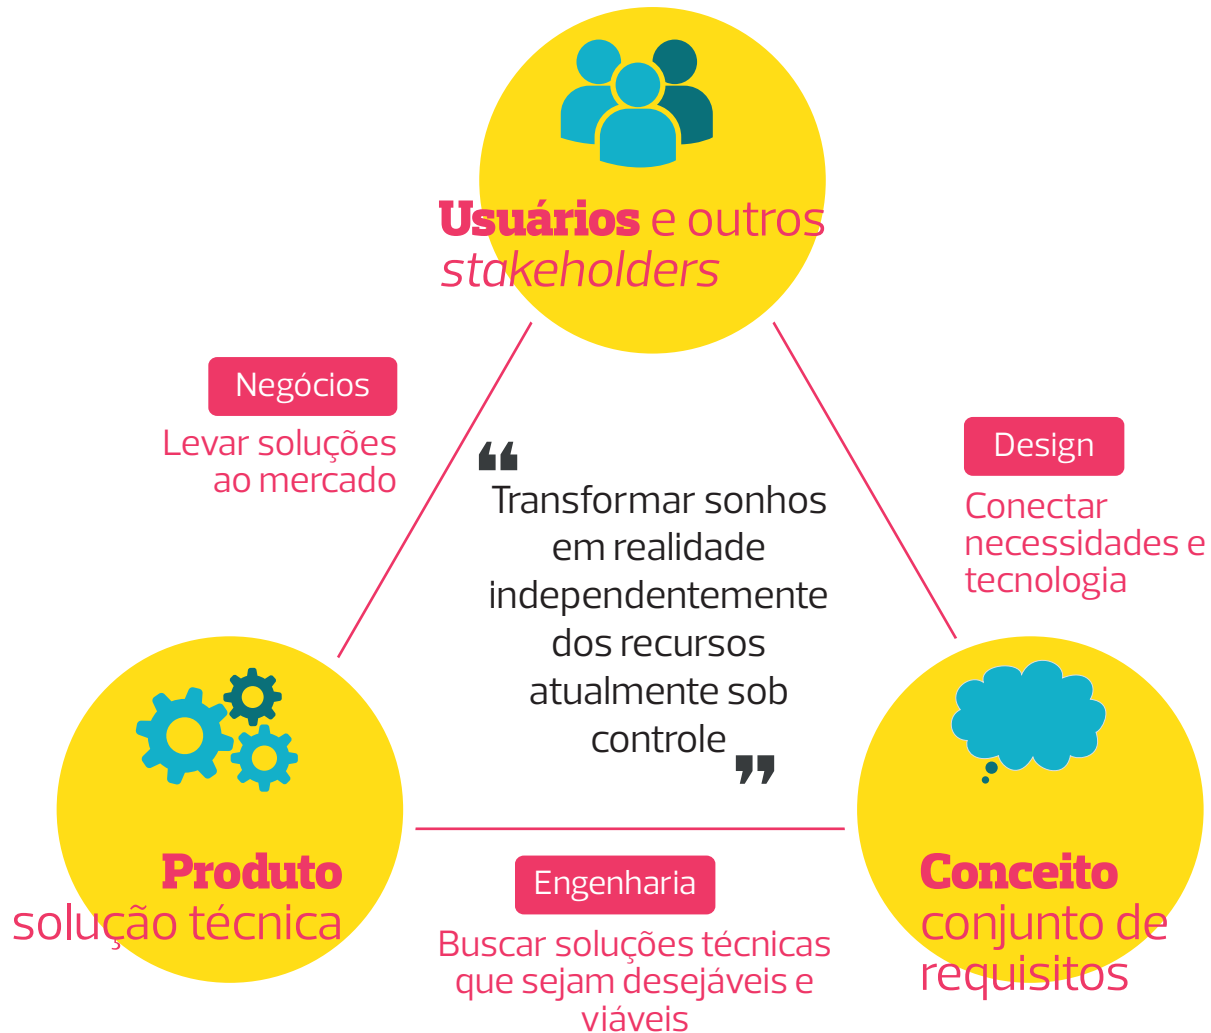 Usuários e outros
stakeholders
Negócios
Levar soluções
ao mercado
Design
Conectar
necessidades e
tecnologia
“
Transformar sonhos
em realidade
independentemente
dos recursos
atualmente sob
controle
”
Produto
solução técnica
Engenharia
Buscar soluções técnicas
que sejam desejáveis e
viáveis
Conceito
conjunto de
requisitos